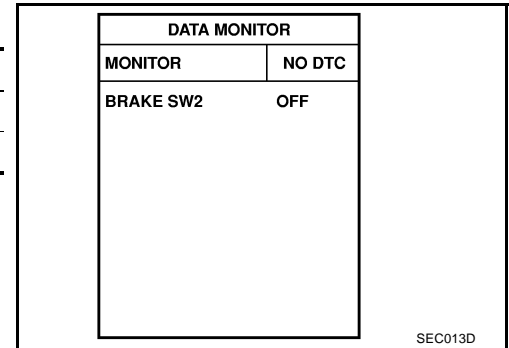 DATA MONITOR
MONITOR NO DTC
BRAKE SW2 OFF
SEC013D